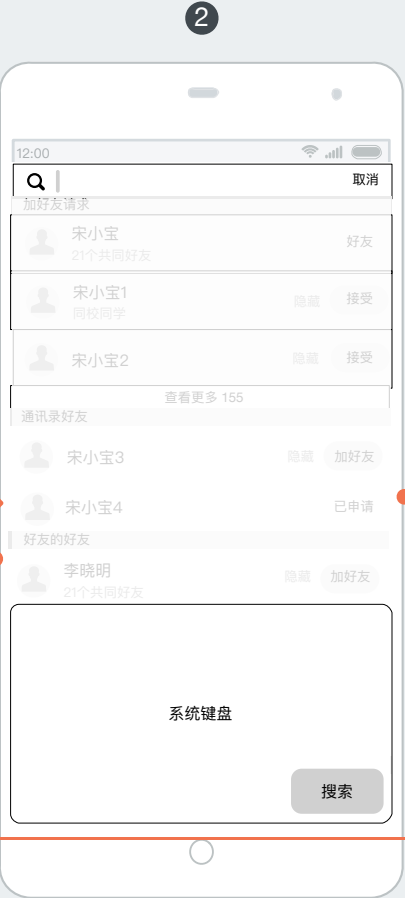 2
12:00
取消
加好友请求
宋小宝
好友
21个共同好友
宋小宝1
隐藏
接受
同校同学
宋小宝2
隐藏
接受
查看更多 155
通讯录好友
宋小宝3
隐藏
加好友
宋小宝4
已申请
好友的好友
李晓明
隐藏
加好友
21个共同好友
系统键盘
搜索